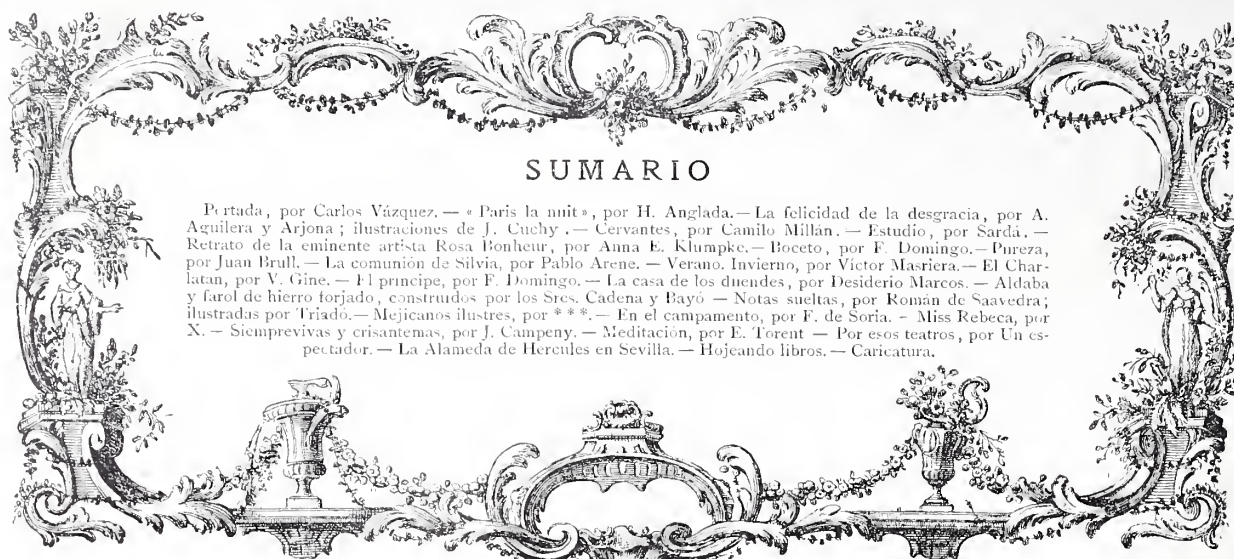 SUMARIO
Portada, por Carlos Vázquez. — « Paris la nuit », por H. Anglada. — La felicidad de la desgracia, por A.
Aguilera y Arjona ; ilustraciones de J. Cuchy . — Cervantes, por Camilo Millán. — Estudio, por Sardá. —
Retrato de la eminente artista Rosa Bonheur, por Anna E. Klumpke. — Boceto, por F. Domingo. — Pureza,
por Juan Brull. — La comunión de Silvia, por Pablo Arene. — Verano. Invierno, por Víctor Masriera. — El Char-
latan, por V. Gine. — El principe, por F. Domingo. — La casa de los duendes, por Desiderio Marcos. — Aldaba
y farol de hierro forjado, construidos por los Sres. Cadena y Bayó — Notas sueltas, por Román de Saavedra ;
ilustradas por Triadó. — Mejicanos ilustres, por * * *. — En el campamento, por F. de Soria. - Miss Rebeca, por
X. — Siemprevivas y crisantemas, por J. Campeny. — Meditación, por E. Torent — Por esos teatros, por Un es-
pectador. — La Alameda de Hercules en Sevilla. — Hojeando libros. — Caricatura.